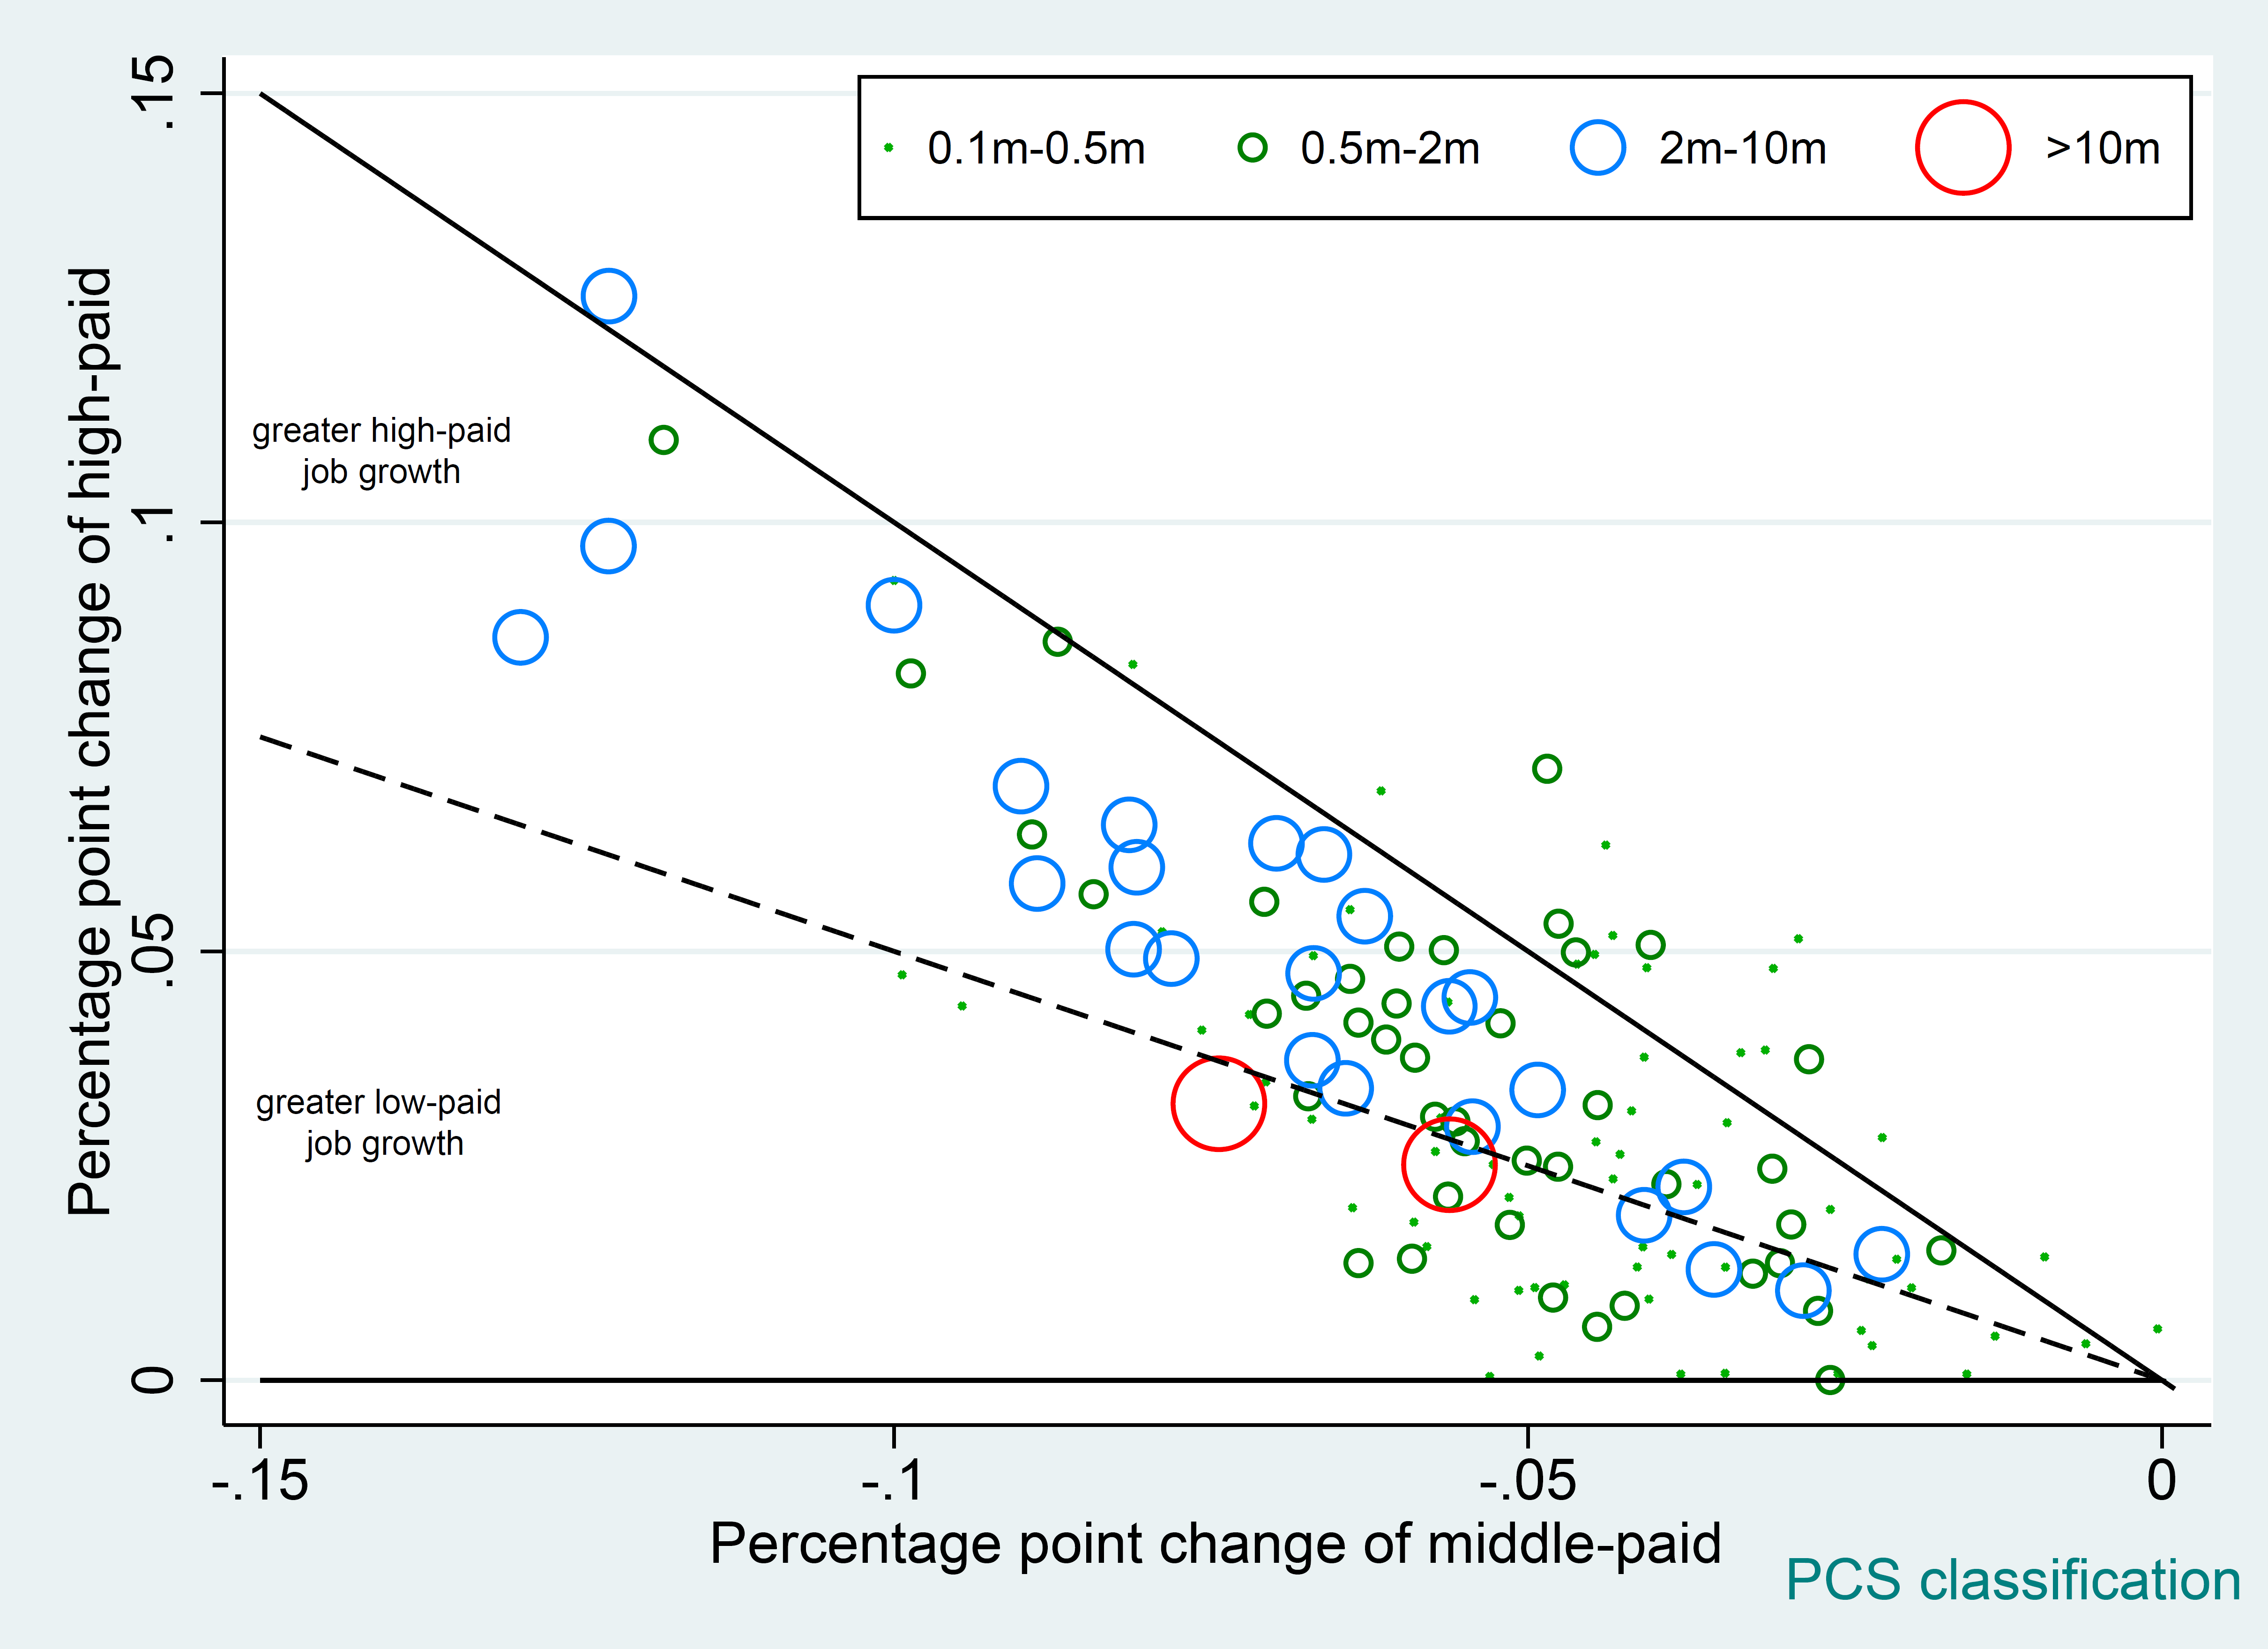 0.1m-0.5m 0.5m-2m 2m-10m >10m
Percentage point change of high-paid
.15
.1
.05
0
greater high-paid
job growth
greater low-paid
job growth
-.15 -.1 -.05 0
Percentage point change of middle-paid
PCS classification